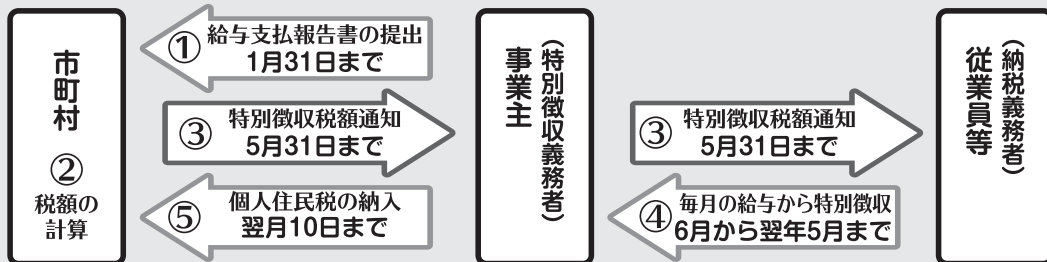 市町村
②
税額の
計算
① 給与支払報告書の提出
1月31日まで
③ 特別徴収税額通知
5月31日まで
⑤ 個人住民税の納入
翌月10日まで
(特別徴収義務者)
事業主
③ 特別徴収税額通知
5月31日まで
④ 毎月の給与から特別徴収
6月から翌年5月まで
(納税義務者)
従業員等